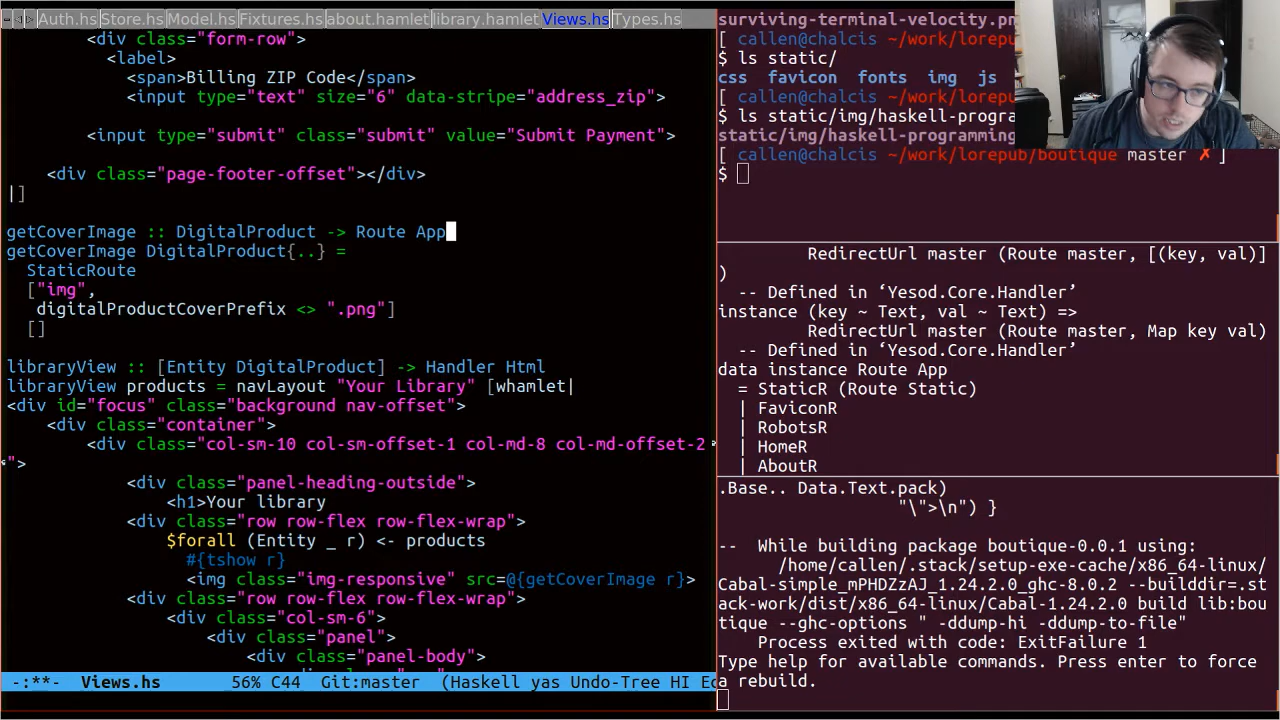 Auth.hs Store.hs Model.hs Fixtures.hs about.hamlet library.hamlet Views.hs Types.hs
<div class="form-row">
<label>
<span>Billing ZIP Code</span>
<input type="text" size="6" data-stripe="address_zip">
<input type="submit" class="submit" value="Submit Payment">
<div class="page-footer-offset"></div>
|]
getCoverImage :: DigitalProduct -> Route App
getCoverImage DigitalProduct{..} =
StaticRoute
["img",
digitalProductCoverPrefix <> ".png"]
[]
libraryView :: [Entity DigitalProduct] -> Handler Html
libraryView products = navLayout "Your Library" [whamlet|
<div id="focus" class="background nav-offset">
<div class="container">
<div class="col-sm-10 col-sm-offset-1 col-md-8 col-md-offset-2
">
<div class="panel-heading-outside">
<h1>Your library
<div class="row row-flex row-flex-wrap">
$forall (Entity _ r) <- products
#{tshow r}
<img class="img-responsive" src=@{getCoverImage r}>
<div class="row row-flex row-flex-wrap">
<div class="col-sm-6">
<div class="panel">
<div class="panel-body">
-:**- Views.hs 56% C44 Git:master (Haskell yas Undo-Tree HI
surviving-terminal-velocity.pn
[ callen@chalcis ~/work/lorepub/
$ ls static/
css favicon fonts img js
[ callen@chalcis ~/work/lorepub/
$ ls static/img/haskell-progra
static/img/haskell-programming
[ callen@chalcis ~/work/lorepub/boutique master ✗ ]
$
RedirectUrl master (Route master, [(key, val)]
)
-- Defined in ‘Yesod.Core.Handler’
instance (key ~ Text, val ~ Text) =>
RedirectUrl master (Route master, Map key val)
-- Defined in ‘Yesod.Core.Handler’
data instance Route App
= StaticR (Route Static)
| FaviconR
| RobotsR
| HomeR
| AboutR
.Base.. Data.Text.pack)
"\">\n") }
-- While building package boutique-0.0.1 using:
/home/callen/.stack/setup-exe-cache/x86_64-linux/
Cabal-simple_mPHDZzAJ_1.24.2.0_ghc-8.0.2 --builddir=.st
ack-work/dist/x86_64-linux/Cabal-1.24.2.0 build lib:bou
tique --ghc-options " -ddump-hi -ddump-to-file"
Process exited with code: ExitFailure 1
Type help for available commands. Press enter to force
a rebuild.